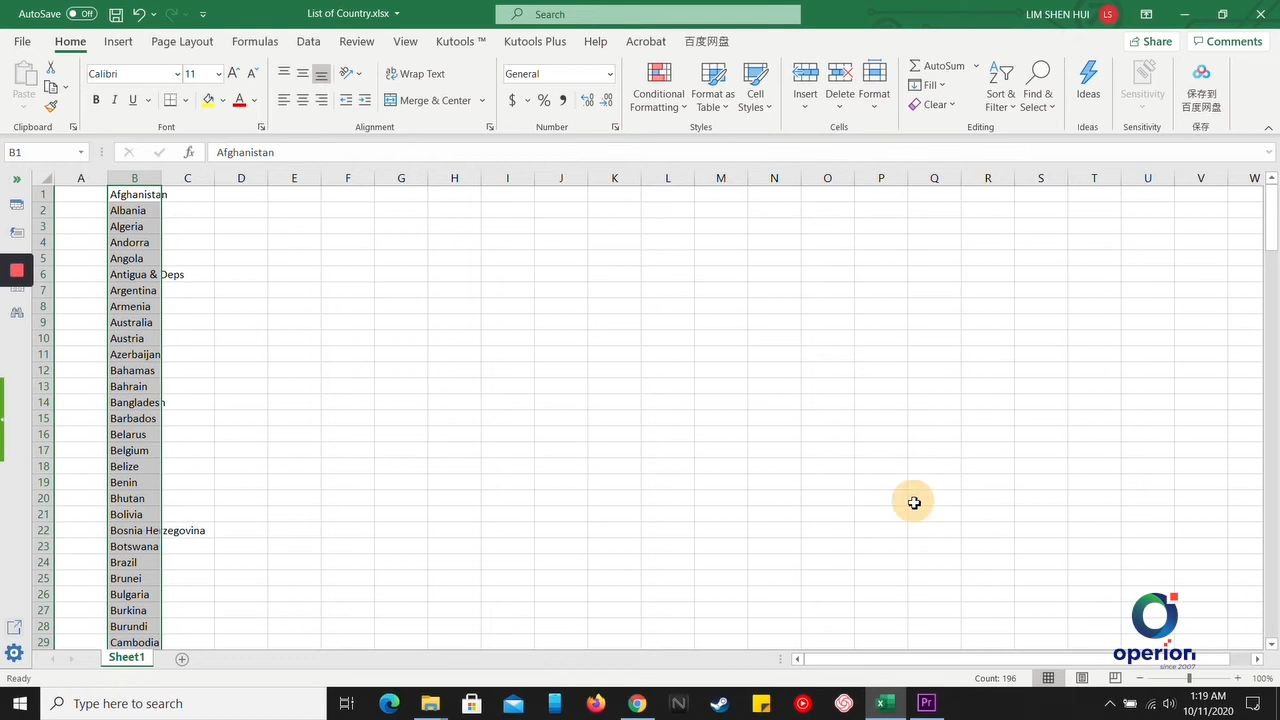 AutoSave Off
List of Country.xlsx
Search
LIM SHEN HUI
LS
File Home Insert Page Layout Formulas Data Review View Kutools ™ Kutools Plus Help Acrobat 百度网盘
Share
Comments
Paste
Calibri 11
B I U
Wrap Text
Merge & Center
General
$ % ,
Conditional Formatting
Format as Table
Cell Styles
Insert
Delete
Format
AutoSum
Fill
Clear
Sort & Filter
Find & Select
Ideas
Sensitivity
保存到
百度网盘
Clipboard Font Alignment Number Styles Cells Editing Ideas Sensitivity 保存
B1
fx
Afghanistan
A B C D E F G H I J K L M N O P Q R S T U V W
1 Afghanistan
2 Albania
3 Algeria
4 Andorra
5 Angola
6 Antigua & Deps
7 Argentina
8 Armenia
9 Australia
10 Austria
11 Azerbaijan
12 Bahamas
13 Bahrain
14 Bangladesh
15 Barbados
16 Belarus
17 Belgium
18 Belize
19 Benin
20 Bhutan
21 Bolivia
22 Bosnia Herzegovina
23 Botswana
24 Brazil
25 Brunei
26 Bulgaria
27 Burkina
28 Burundi
29 Cambodia
operion
since 2007
Sheet1
Ready
Count: 196
100%
Type here to search
1:19 AM
10/11/2020